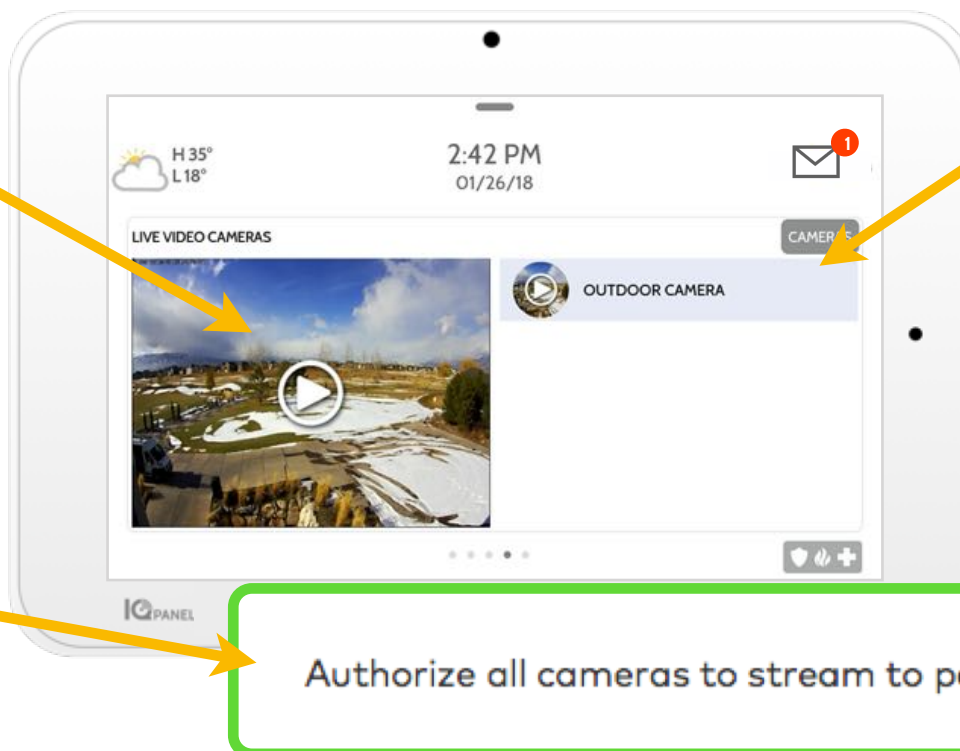 H 35°
L 18°
2:42 PM
01/26/18
1
LIVE VIDEO CAMERAS
CAMERAS
OUTDOOR CAMERA
IQ PANEL
Authorize all cameras to stream to